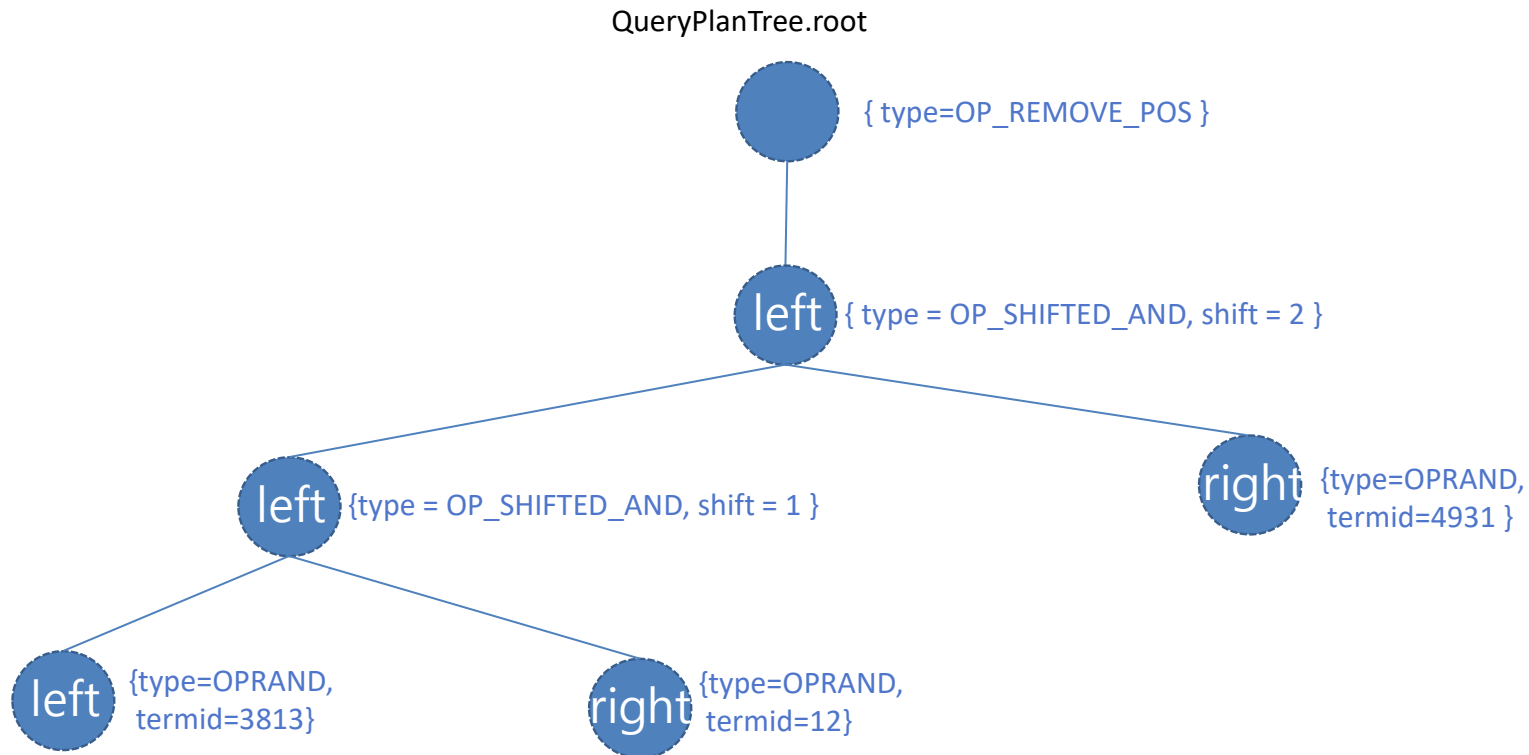 QueryPlanTree.root
{ type=OP_REMOVE_POS }
left
{ type = OP_SHIFTED_AND, shift = 2 }
left
{type = OP_SHIFTED_AND, shift = 1 }
right
{type=OPRAND,
termid=4931 }
left
{type=OPRAND,
termid=3813}
right
{type=OPRAND,
termid=12}